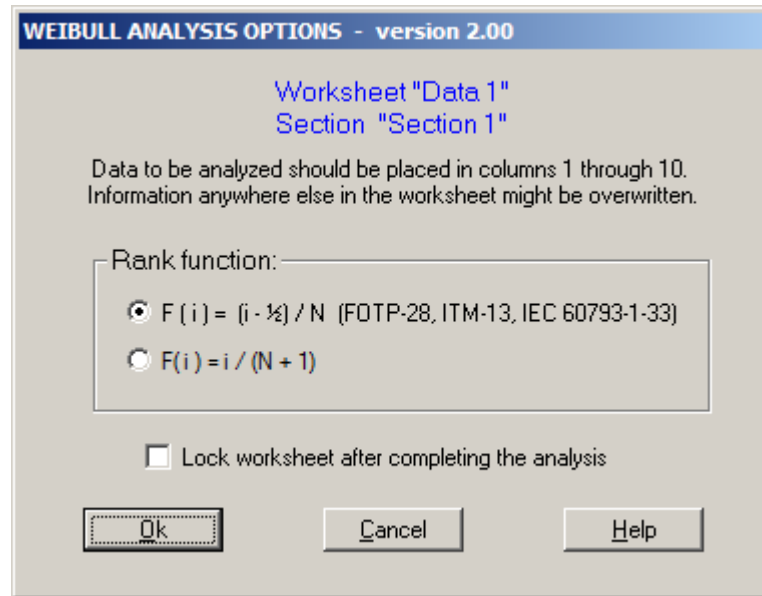 WEIBULL ANALYSIS OPTIONS - version 2.00
Worksheet "Data 1"
Section "Section 1"
Data to be analyzed should be placed in columns 1 through 10.
Information anywhere else in the worksheet might be overwritten.
Rank function:
F ( i ) = (i - ½) / N (FOTP-28, ITM-13, IEC 60793-1-33)
F( i ) = i / (N + 1)
Lock worksheet after completing the analysis
Ok Cancel Help